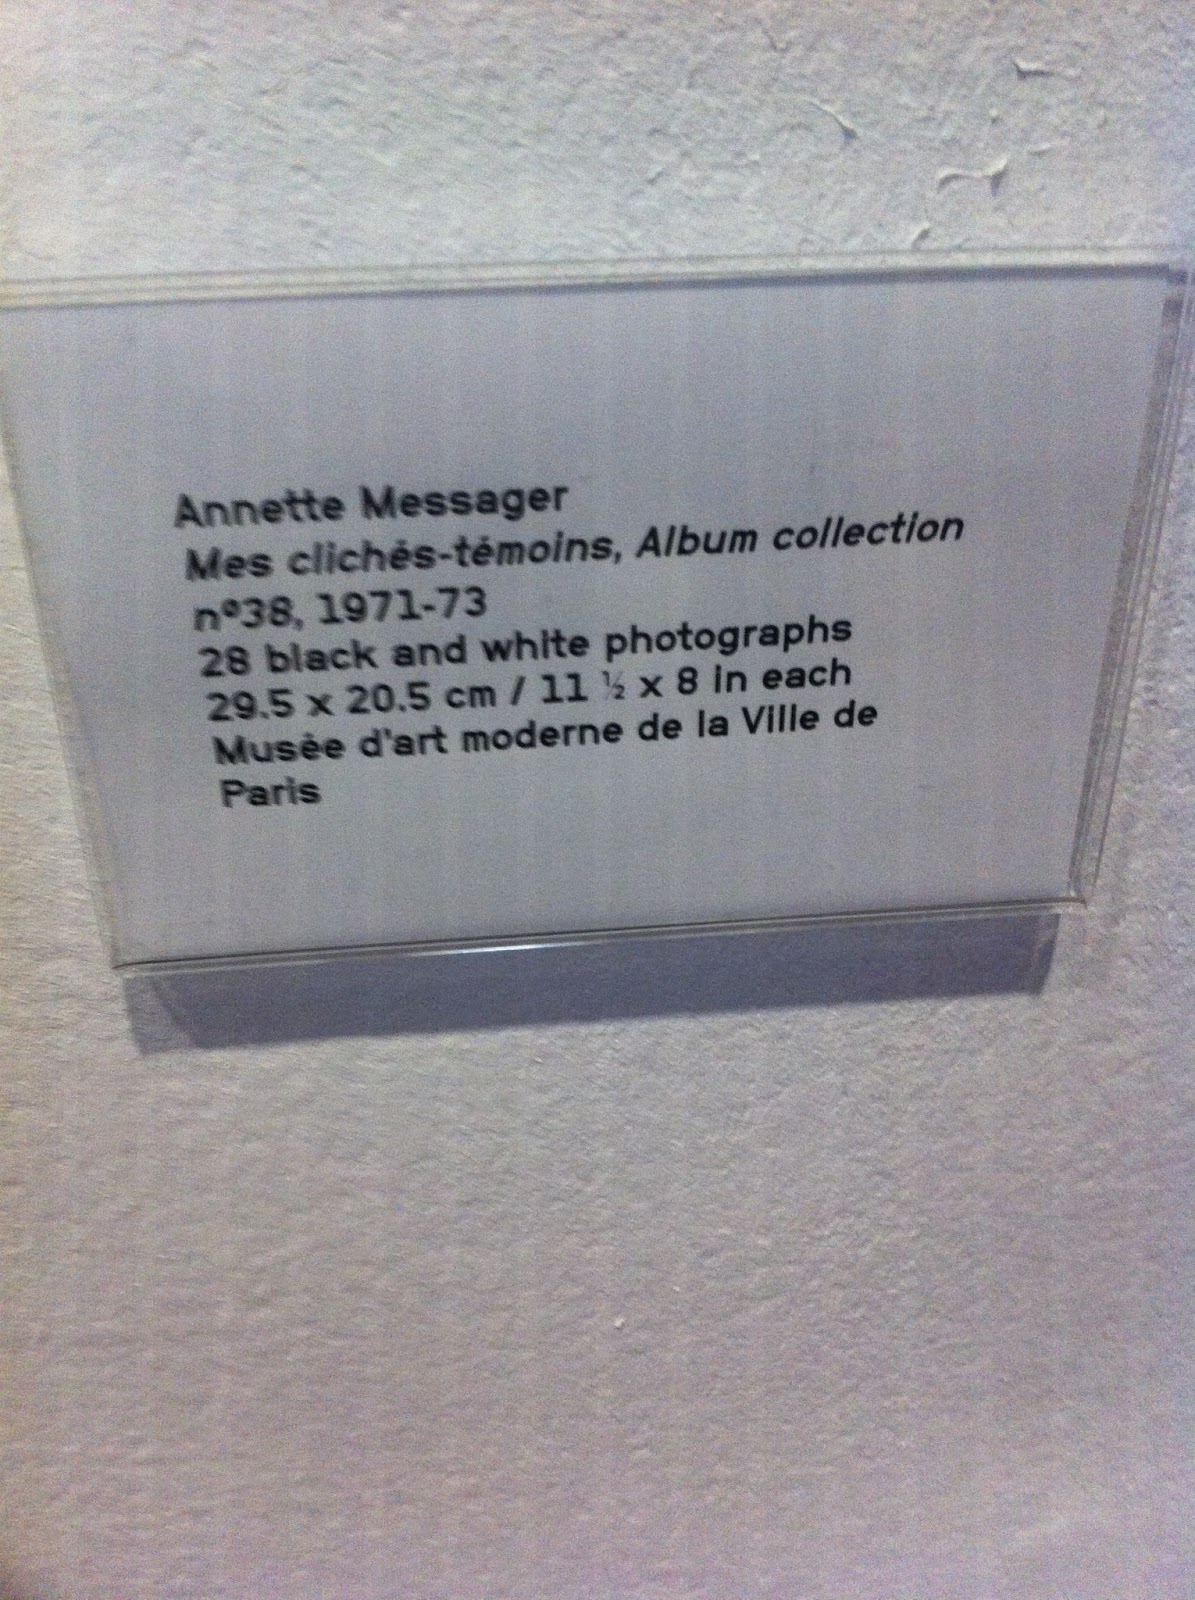 Annette Messager
Mes clichés-témoins, Album collection
nº38, 1971-73
28 black and white photographs
29.5 x 20.5 cm / 11 ½ x 8 in each
Musée d'art moderne de la Ville de
Paris